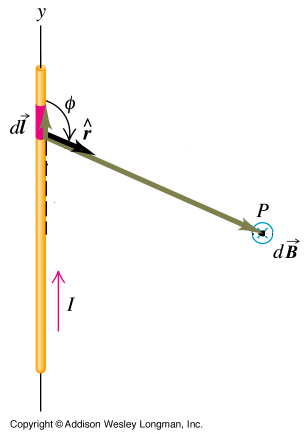 y
ϕ
dl⃗
r̂
P
dB⃗
I
Copyright © Addison Wesley Longman, Inc.